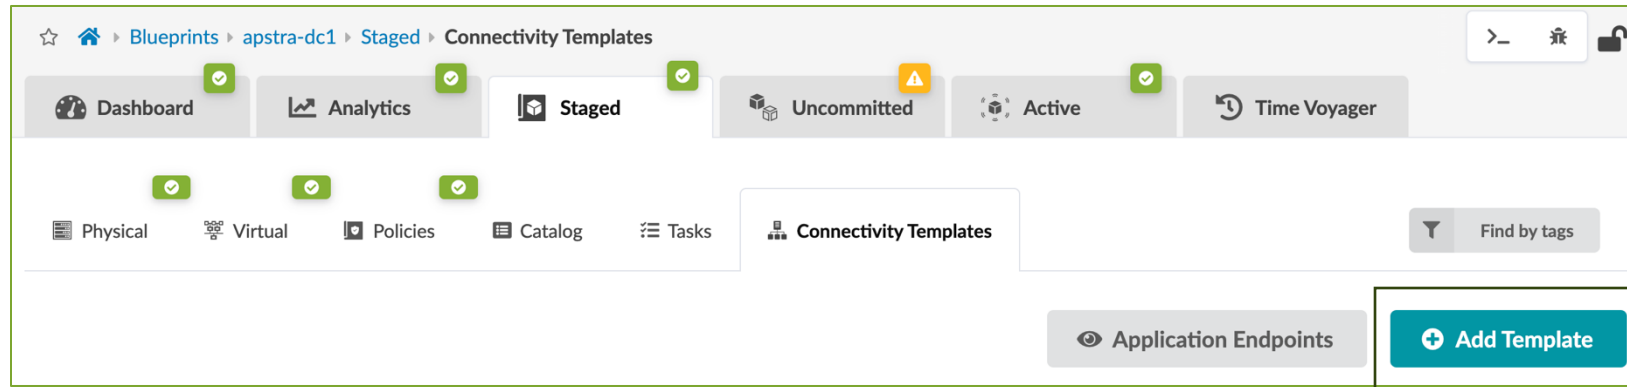 Blueprints apstra-dc1 Staged Connectivity Templates
Dashboard Analytics Staged Uncommitted Active Time Voyager
Physical Virtual Policies Catalog Tasks Connectivity Templates Find by tags
Application Endpoints Add Template